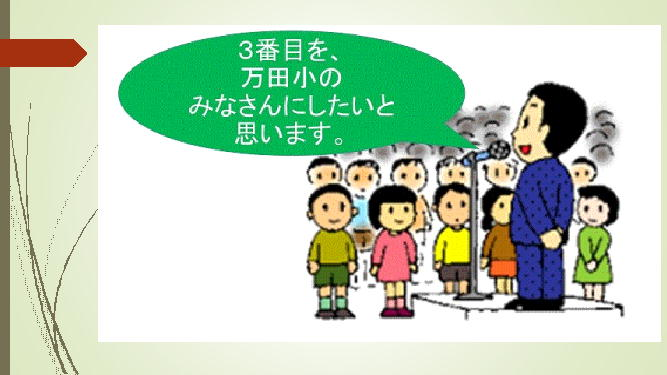 3番目を、
万田小の
みなさんにしたいと
思います。